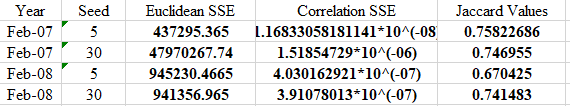 Year Seed Euclidean SSE Correlation SSE Jaccard Values
Feb-07 5 437295.365 1.16833058181141*10^(-08) 0.75822686
Feb-07 30 47970267.74 1.51854729*10^(-06) 0.746955
Feb-08 5 945230.4665 4.030162921*10^(-07) 0.670425
Feb-08 30 941356.965 3.91078013*10^(-07) 0.741483